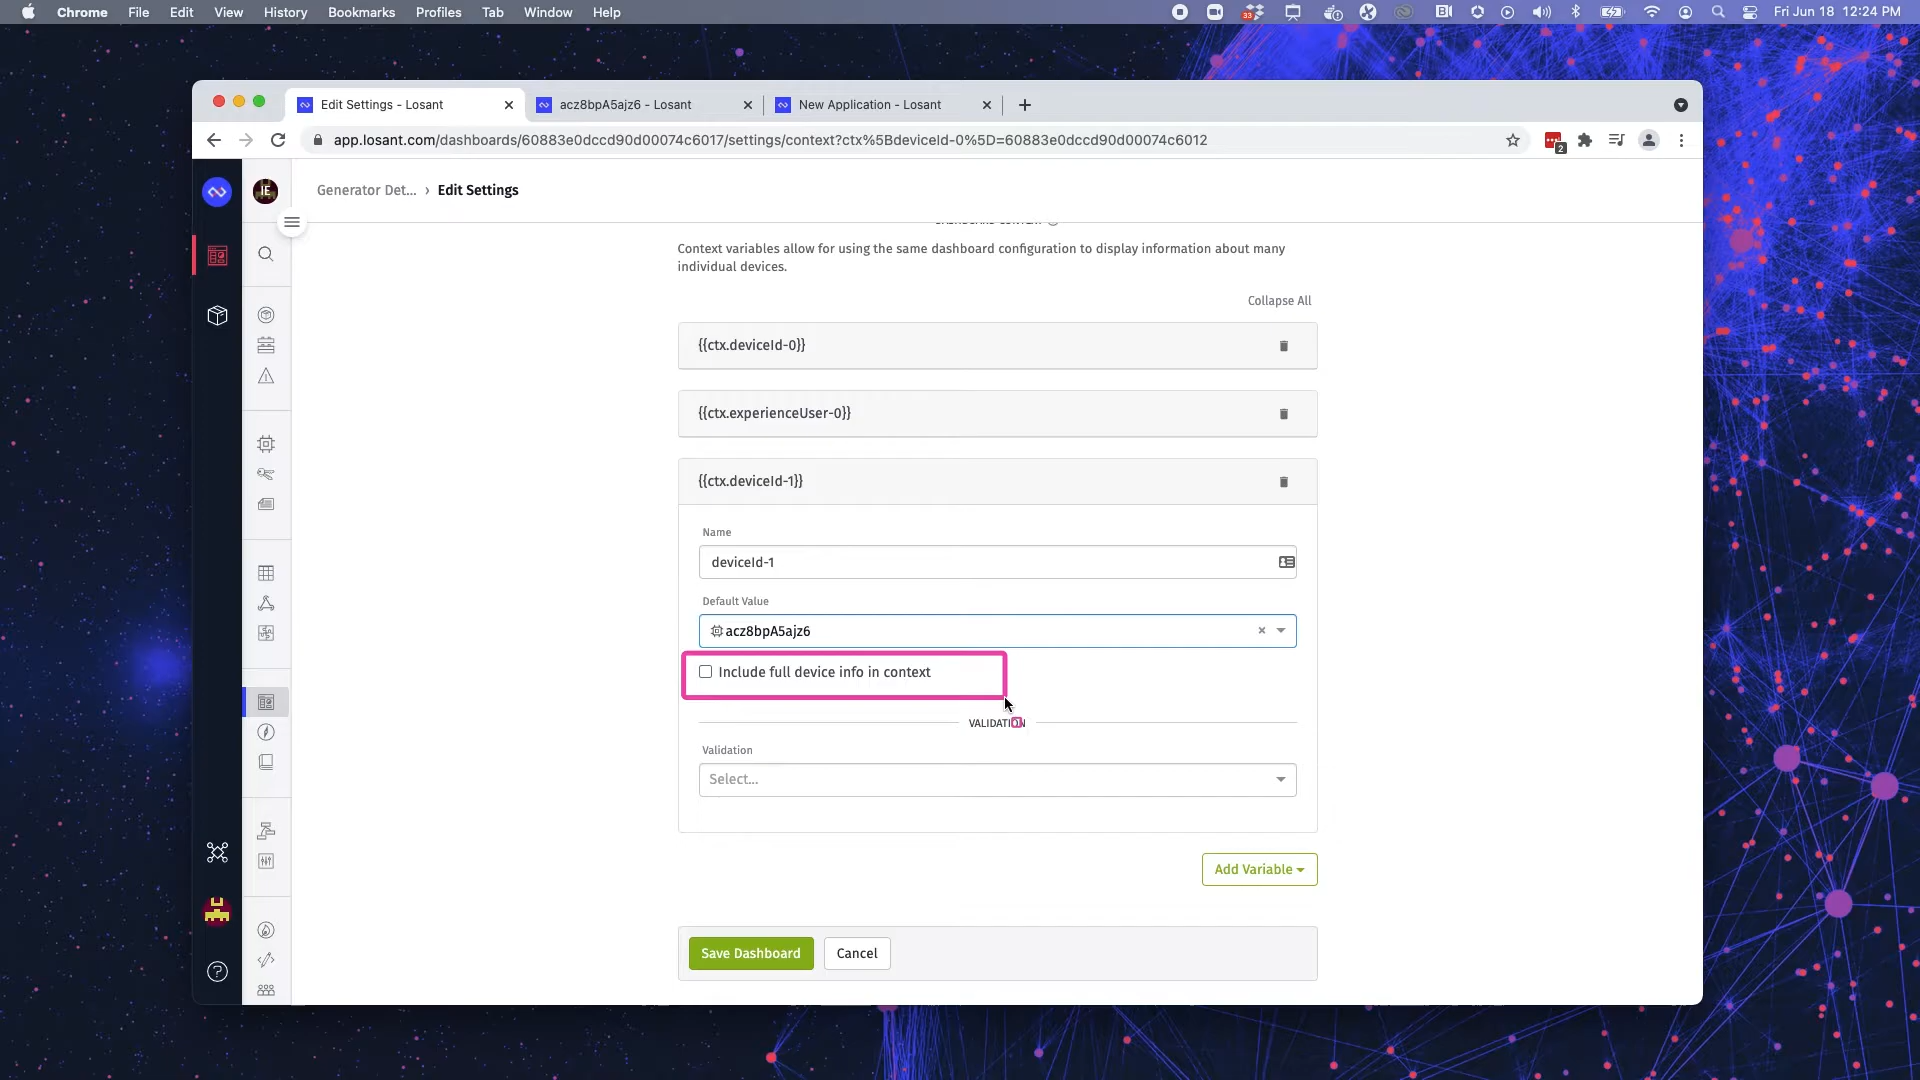 Chrome File Edit View History Bookmarks Profiles Tab Window Help
33
Fri Jun 18 12:24 PM
Edit Settings - Losant
acz8bpA5ajz6 - Losant
New Application - Losant
app.losant.com/dashboards/60883e0dccd90d00074c6017/settings/context?ctx%5BdeviceId-0%5D=60883e0dccd90d00074c6012
2
IE
Generator Det... › Edit Settings
Context variables allow for using the same dashboard configuration to display information about many
individual devices.
Collapse All
{{ctx.deviceId-0}}
{{ctx.experienceUser-0}}
{{ctx.deviceId-1}}
Name
deviceId-1
Default Value
acz8bpA5ajz6
Include full device info in context
VALIDATION
Validation
Select...
Add Variable
Save Dashboard
Cancel